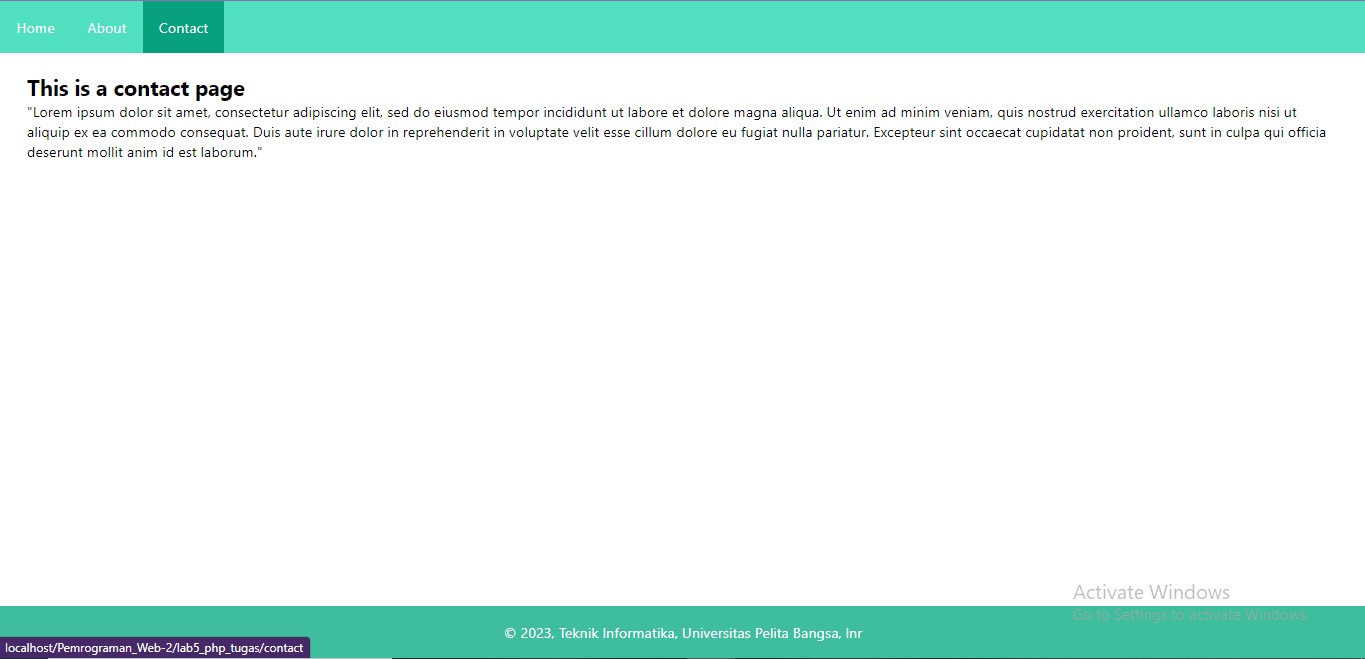 Home About Contact
This is a contact page
"Lorem ipsum dolor sit amet, consectetur adipiscing elit, sed do eiusmod tempor incididunt ut labore et dolore magna aliqua. Ut enim ad minim veniam, quis nostrud exercitation ullamco laboris nisi ut
aliquip ex ea commodo consequat. Duis aute irure dolor in reprehenderit in voluptate velit esse cillum dolore eu fugiat nulla pariatur. Excepteur sint occaecat cupidatat non proident, sunt in culpa qui officia
deserunt mollit anim id est laborum."
Activate Windows
Go to Settings to activate Windows.
© 2023, Teknik Informatika, Universitas Pelita Bangsa, Inr
localhost/Pemrograman_Web-2/lab5_php_tugas/contact